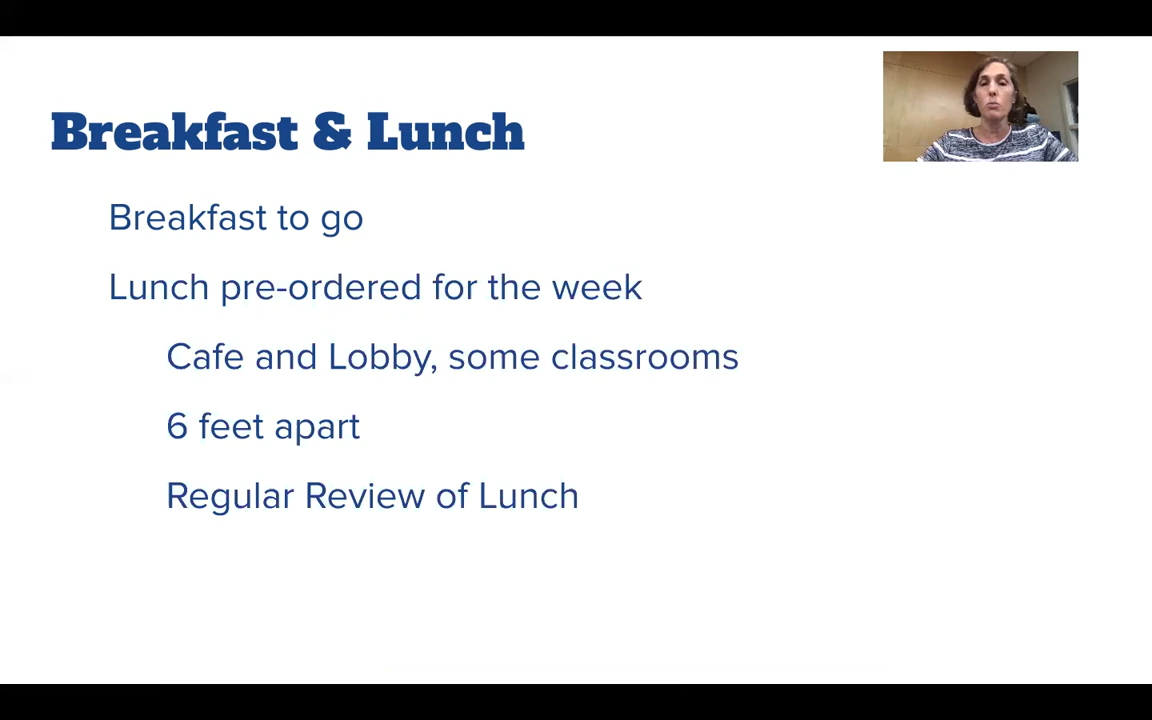 Breakfast & Lunch
Breakfast to go
Lunch pre-ordered for the week
Cafe and Lobby, some classrooms
6 feet apart
Regular Review of Lunch